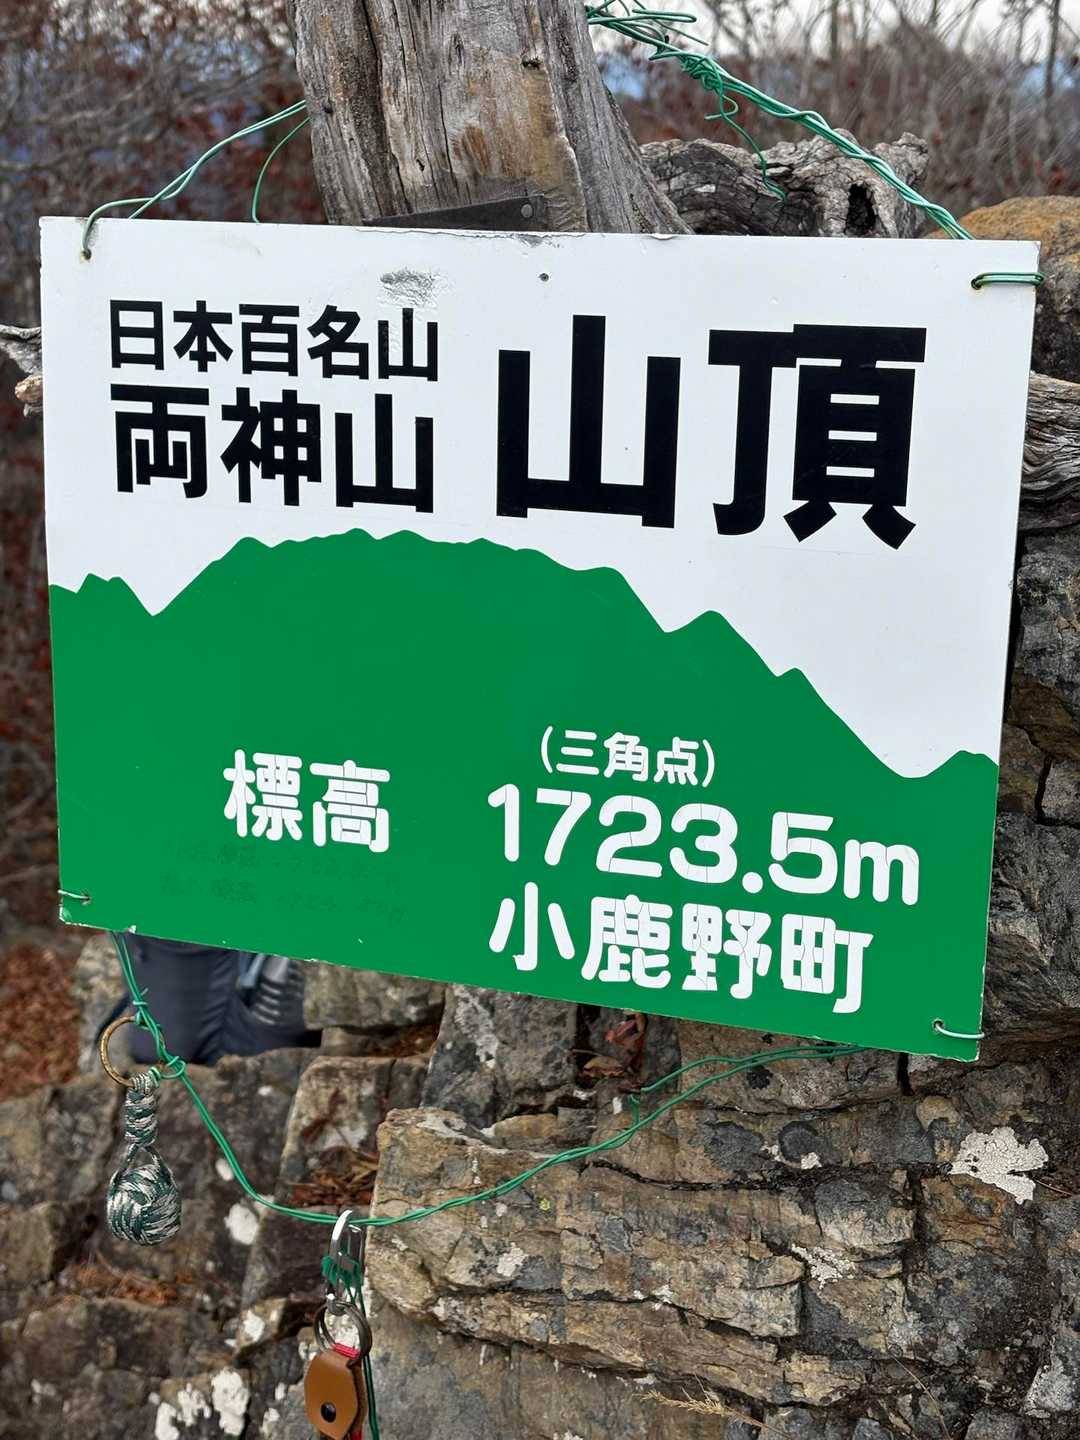 日本百名山
両神山 山頂
(三角点)
標高 1723.5m
小鹿野町